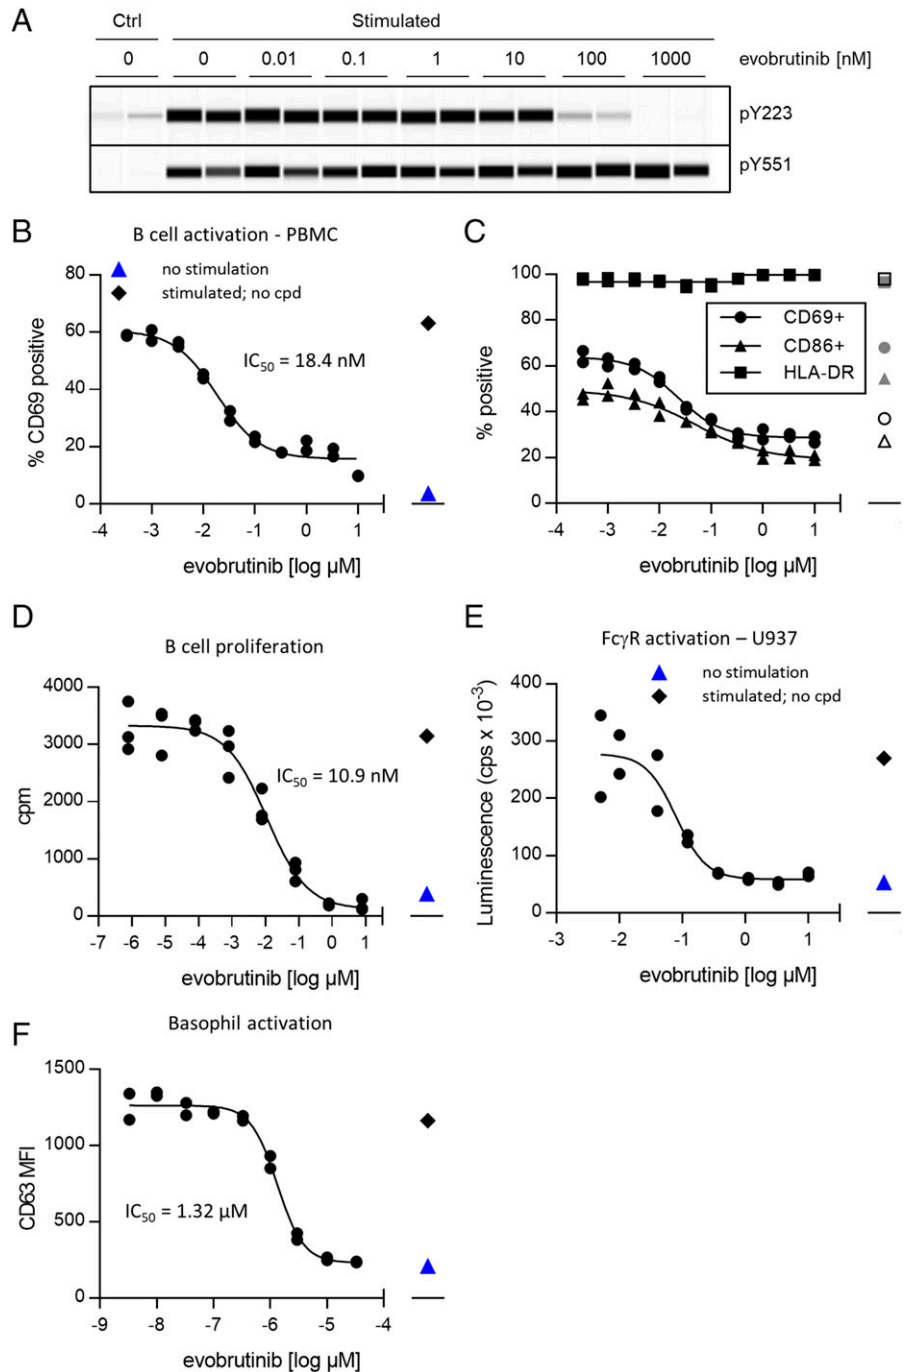 A
Ctrl Stimulated
0 0 0.01 0.1 1 10 100 1000 evobrutinib [nM]
pY223
pY551
B
B cell activation - PBMC
no stimulation
stimulated; no cpd
IC50 = 18.4 nM
% CD69 positive
80
60
40
20
0
-4 -3 -2 -1 0 1
evobrutinib [log µM]
C
% positive
100
80
60
40
20
0
CD69+
CD86+
HLA-DR
-4 -3 -2 -1 0 1
evobrutinib [log µM]
D
B cell proliferation
IC50 = 10.9 nM
cpm
4000
3000
2000
1000
0
-7 -6 -5 -4 -3 -2 -1 0 1
evobrutinib [log µM]
E
FcγR activation – U937
no stimulation
stimulated; no cpd
Luminescence (cps x 10-3)
400
300
200
100
0
-3 -2 -1 0 1
evobrutinib [log µM]
F
Basophil activation
IC50 = 1.32 µM
CD63 MFI
1500
1000
500
0
-9 -8 -7 -6 -5 -4
evobrutinib [log µM]